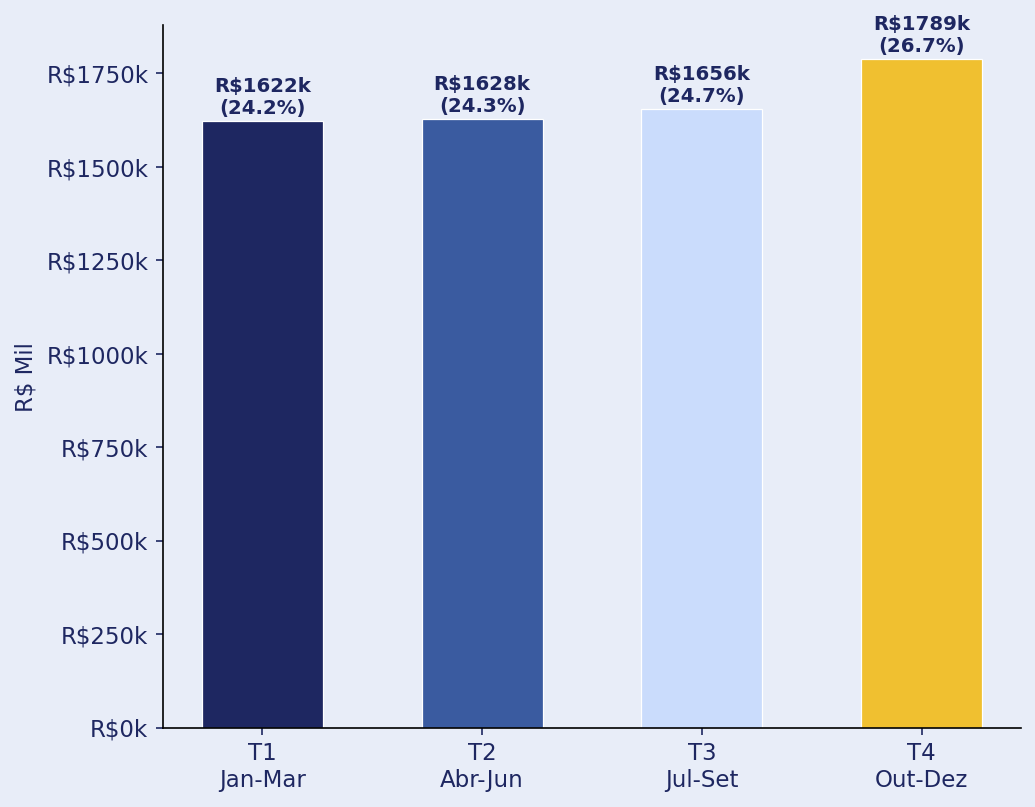 R$1789k
(26.7%)
R$1656k
(24.7%)
R$1628k
(24.3%)
R$1622k
(24.2%)
R$1750k
R$1500k
R$1250k
R$1000k
R$750k
R$500k
R$250k
R$0k
R$ Mil
T1
Jan-Mar
T2
Abr-Jun
T3
Jul-Set
T4
Out-Dez